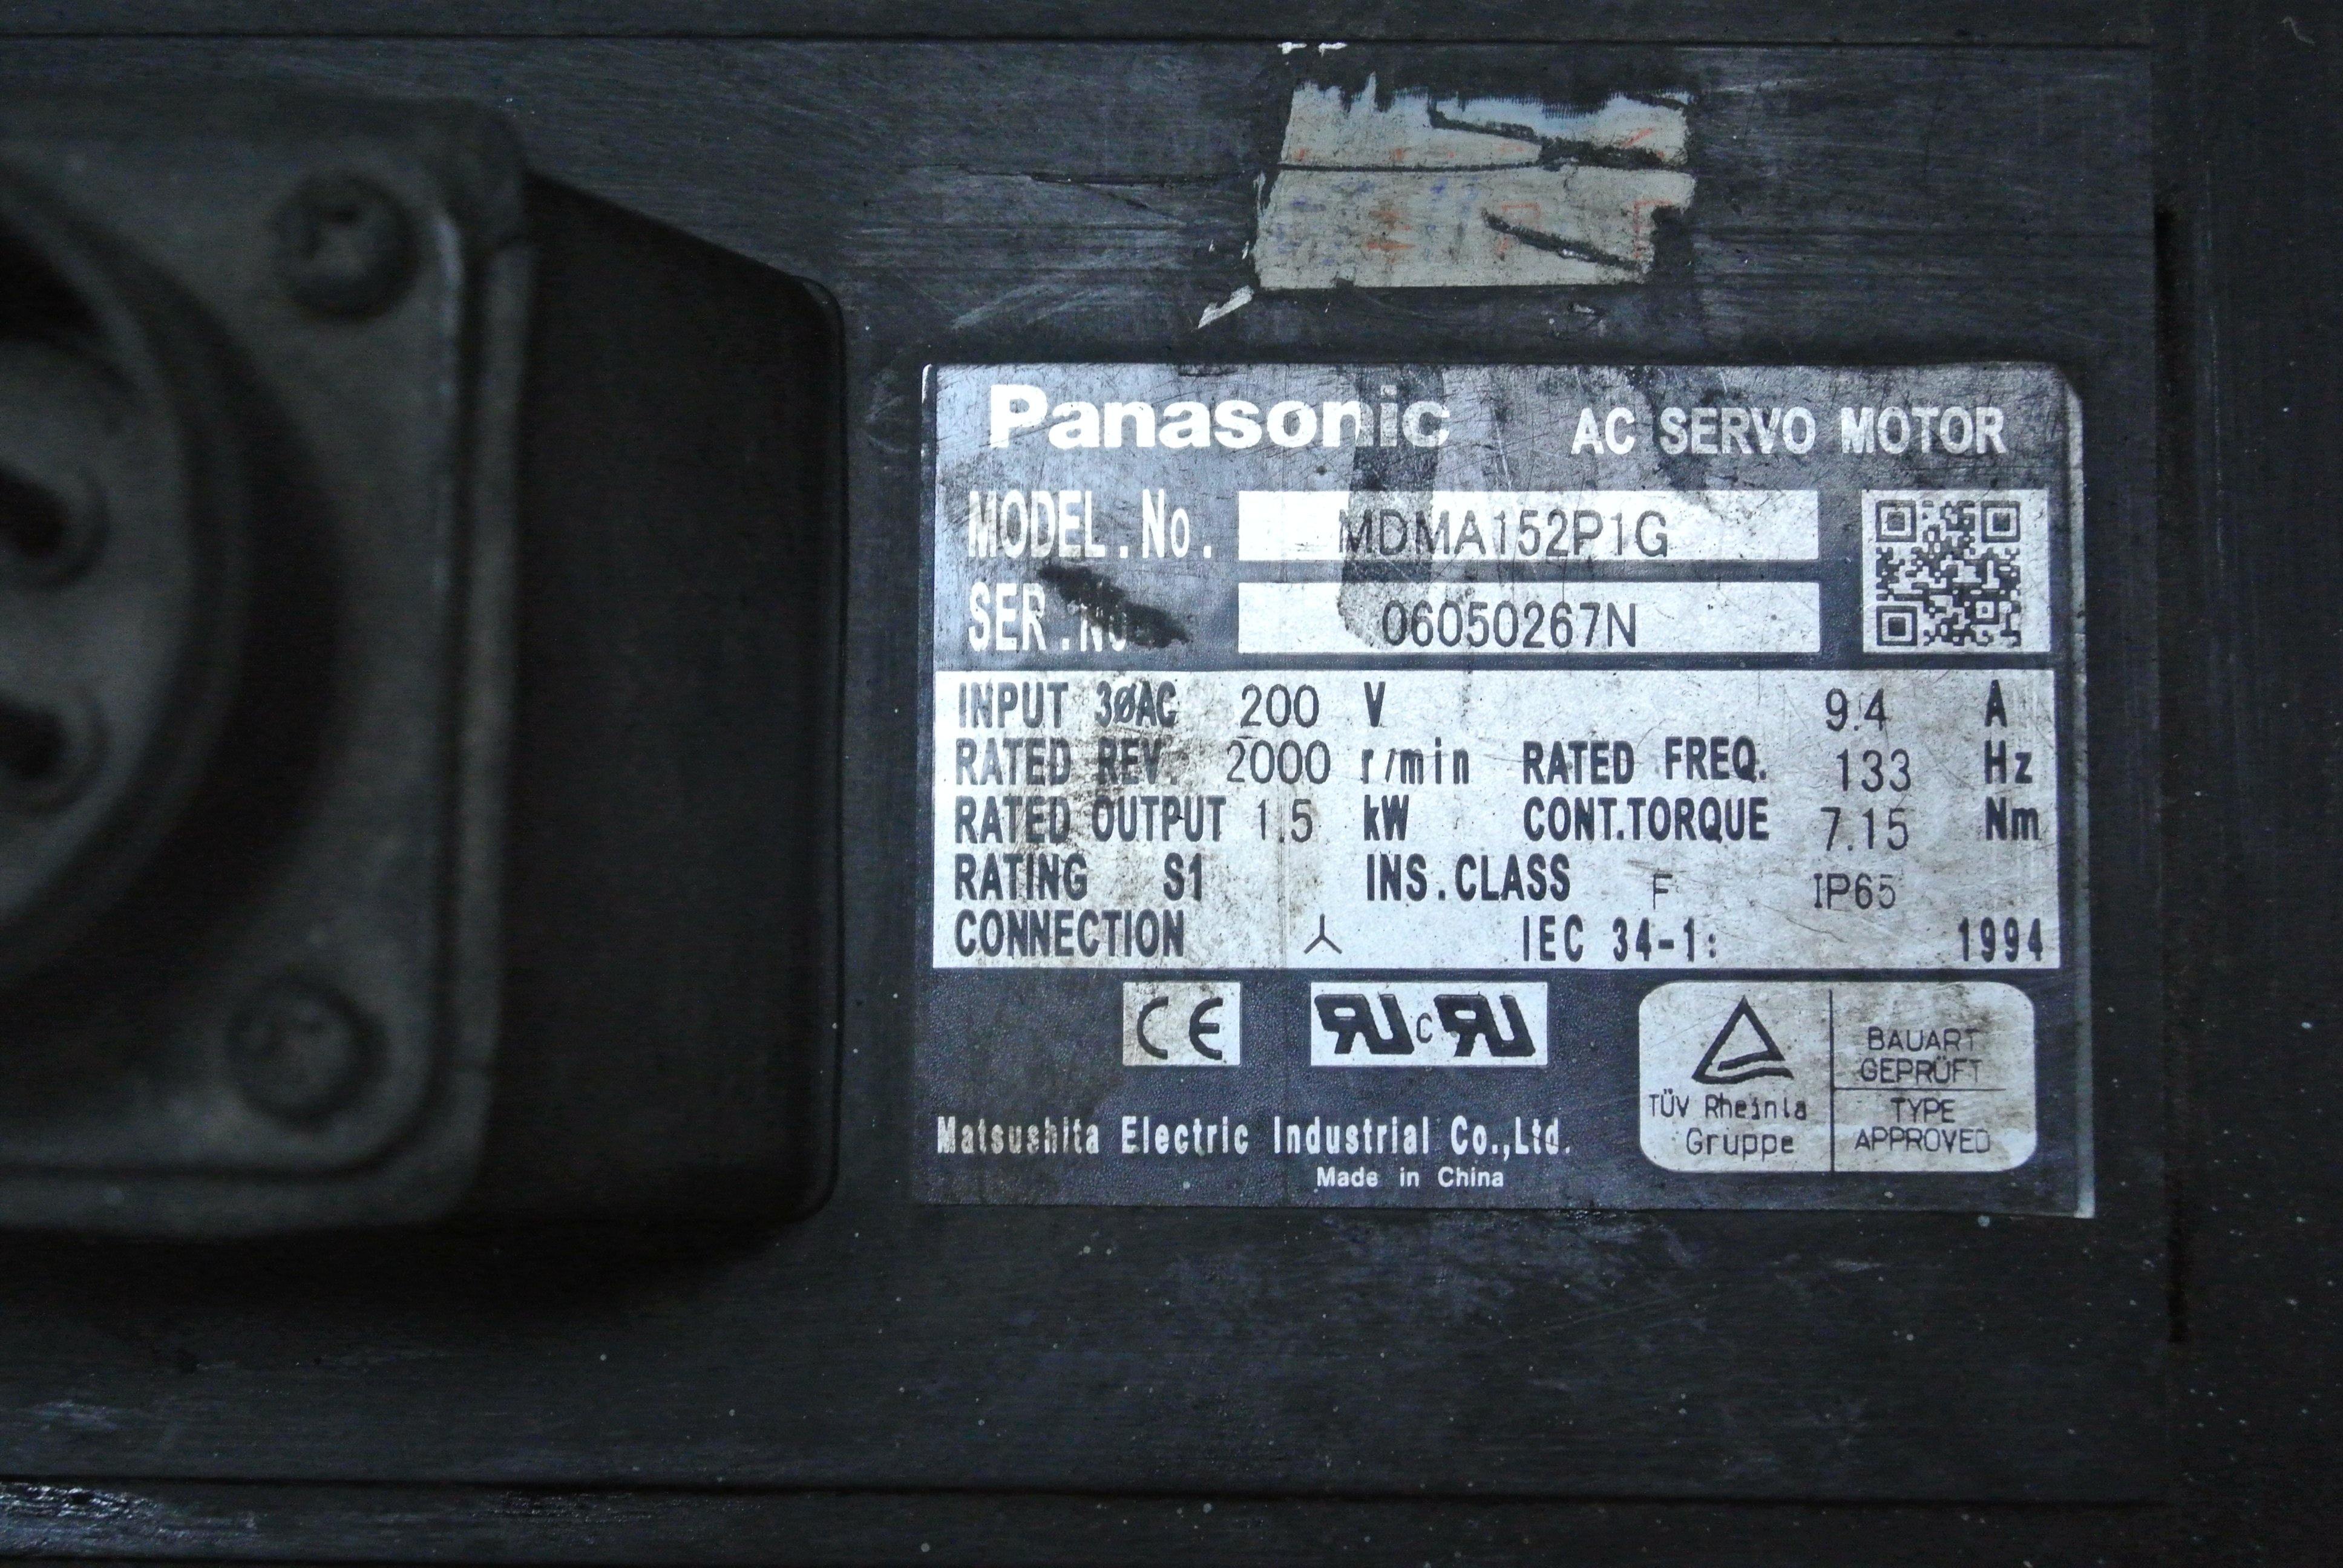 Panasonic AC SERVO MOTOR
MODEL.No. MDMA152P1G
SER.No 06050267N
INPUT 3øAC 200 V 9.4 A
RATED REV. 2000 r/min RATED FREQ. 133 Hz
RATED OUTPUT 1.5 kW CONT.TORQUE 7.15 Nm
RATING S1 INS.CLASS F IP65
CONNECTION IEC 34-1: 1994
CE
RU c RU
BAUART
GEPRÜFT
TÜV Rheinla
Gruppe
TYPE
APPROVED
Matsushita Electric Industrial Co.,Ltd.
Made in China